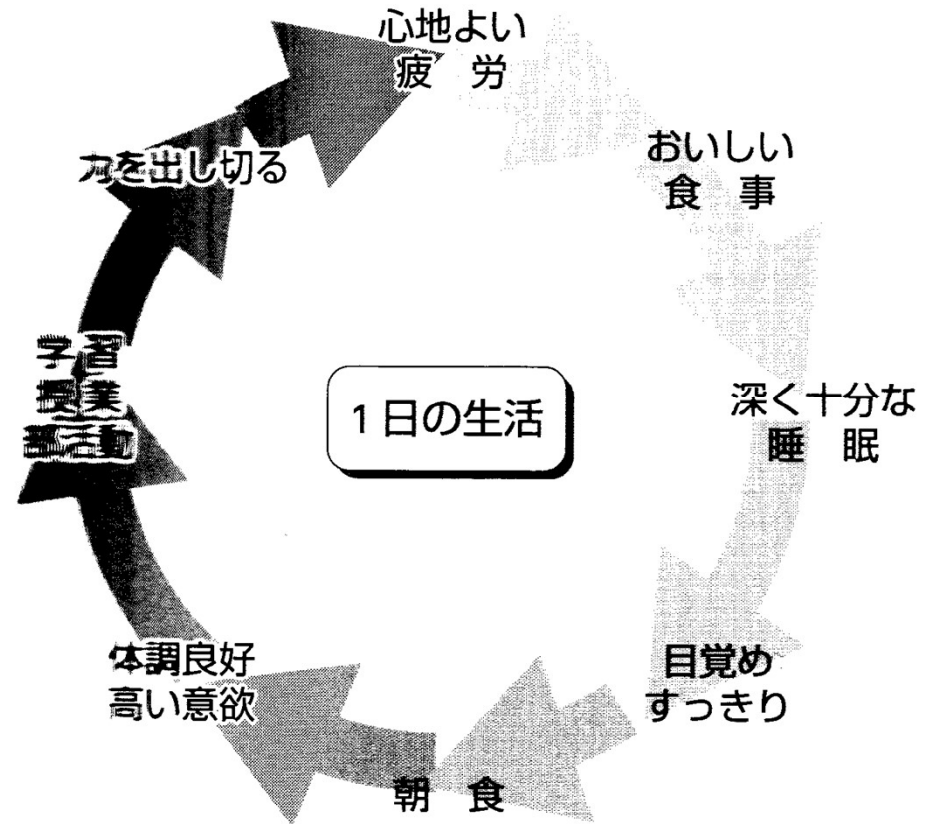 心地よい
疲 労
おいしい
食 事
深く十分な
睡 眠
目覚め
すっきり
朝 食
体調良好
高い意欲
学習
授業
部活動
力を出し切る
1日の生活